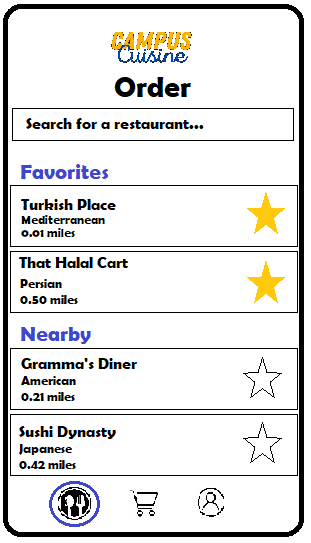 CAMPUS
Cuisine
Order
Search for a restaurant...
Favorites
Turkish Place
Mediterranean
0.01 miles
That Halal Cart
Persian
0.50 miles
Nearby
Gramma's Diner
American
0.21 miles
Sushi Dynasty
Japanese
0.42 miles